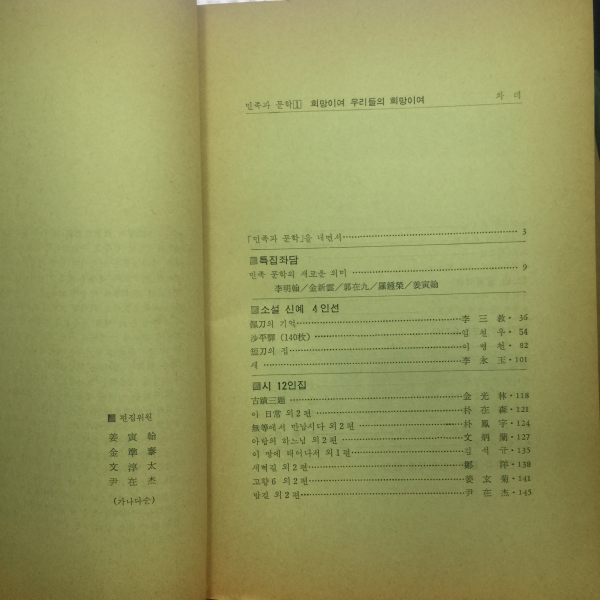 편집위원
姜寅翰
金準泰
文淳太
尹在杰
(가나다순)
민족과 문학① 희망이여 우리들의 희망이여
차례
「민족과 문학」을 내면서 3
특집좌담
민족 문학의 새로운 의미 9
李明翰／金新雲／郭在九／羅鍾榮／姜寅翰
소설 신예 4인선
기억 李三敎・36
沙平驛 (140枚) 임철우・54
短刀의 집 이명한・82
새 李永玉・101
시 12인집
古蹟三題 金光林・118
아 日常 외 2편 朴在森・121
無等에서 만납시다 외 2편 朴鳳宇・124
아방의 하느님 외 2편 文炳蘭・127
이 땅에 태어나서 외 1편 김석규・135
새벽길 외 2편 鄭洋・138
고향 6 외 2편 姜玄菊・141
밤길 외 2편 尹在杰・145